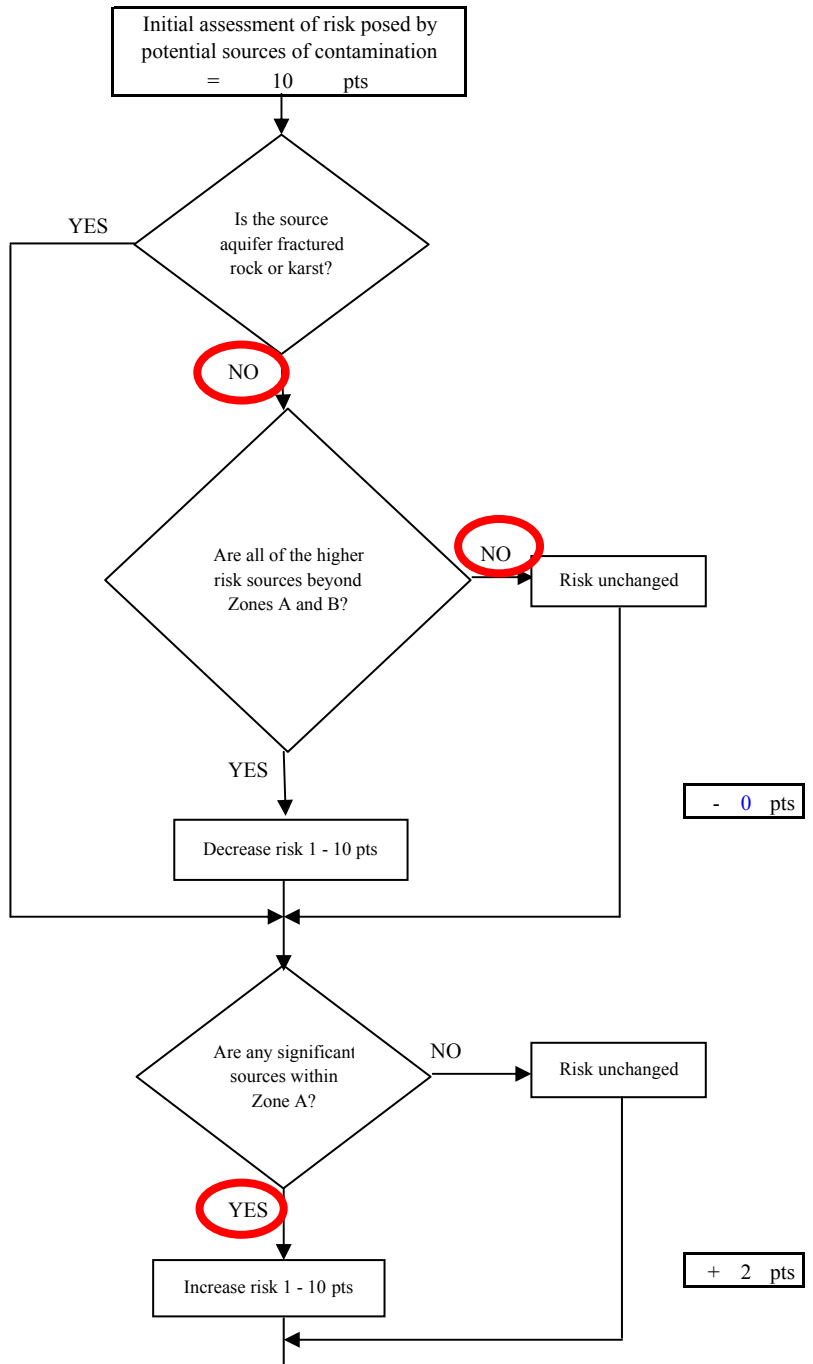 Initial assessment of risk posed by
potential sources of contamination
= 10 pts
YES
Is the source
aquifer fractured
rock or karst?
NO
Are all of the higher
risk sources beyond
Zones A and B?
NO
Risk unchanged
YES
- 0 pts
Decrease risk 1 - 10 pts
Are any significant
sources within
Zone A?
NO
Risk unchanged
YES
+ 2 pts
Increase risk 1 - 10 pts